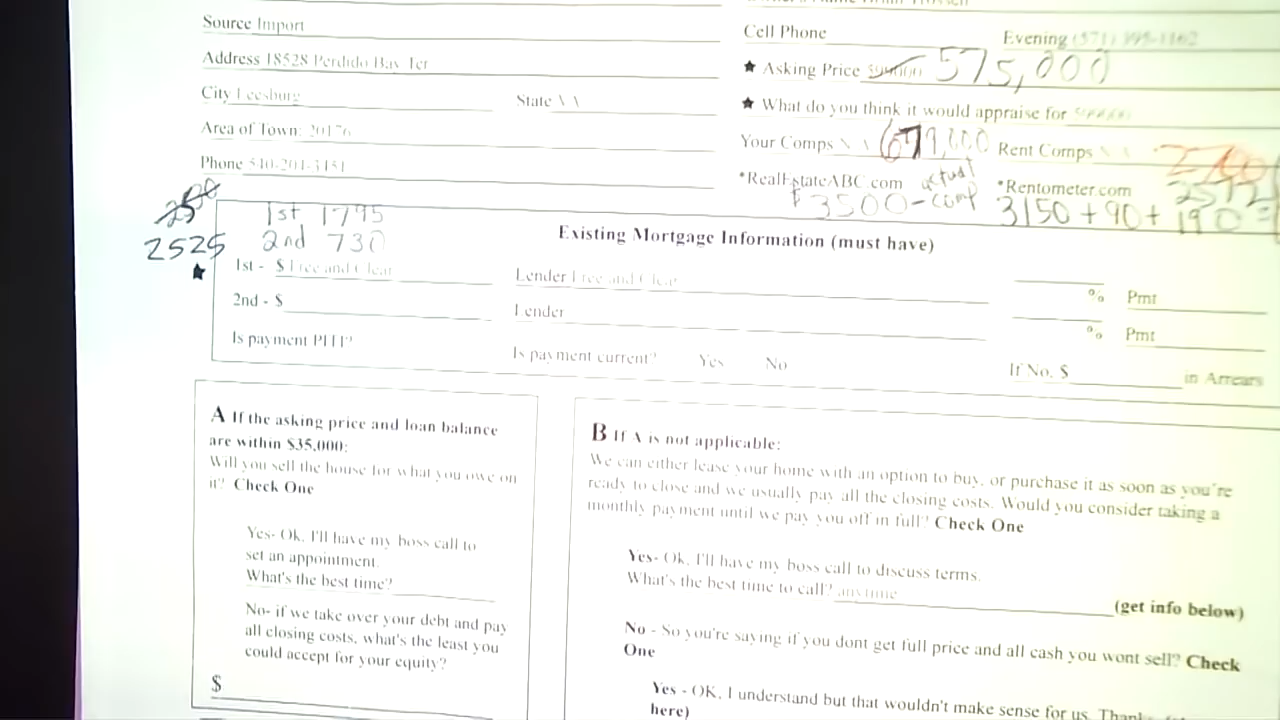 Source Import
Address 18528 Perdido Bay Ter
City Leesburg State VA
Area of Town: 20176
Phone 540-201-3451
Cell Phone Evening (571)
★ Asking Price 575,000
★ What do you think it would appraise for
Your Comps Rent Comps
*RealEstateABC.com actual *Rentometer.com
$3500-comp 3150 + 90 + 190 =
2525
1st 1795
2nd 730
Existing Mortgage Information (must have)
★ 1st - $ Free and Clear Lender Free and Clear % Pmt
2nd - $ Lender % Pmt
Is payment PITI? Is payment current? Yes No If No, $ in Arrears
A If the asking price and loan balance
are within $35,000:
Will you sell the house for what you owe on
it? Check One
Yes- Ok, I'll have my boss call to
set an appointment.
What's the best time?
No- if we take over your debt and pay
all closing costs, what's the least you
could accept for your equity?
$
B If A is not applicable:
We can either lease your home with an option to buy, or purchase it as soon as you're
ready to close and we usually pay all the closing costs. Would you consider taking a
monthly payment until we pay you off in full? Check One
Yes- Ok, I'll have my boss call to discuss terms.
What's the best time to call? anytime
(get info below)
No - So you're saying if you dont get full price and all cash you wont sell? Check
One
Yes - OK, I understand but that wouldn't make sense for us.
here)